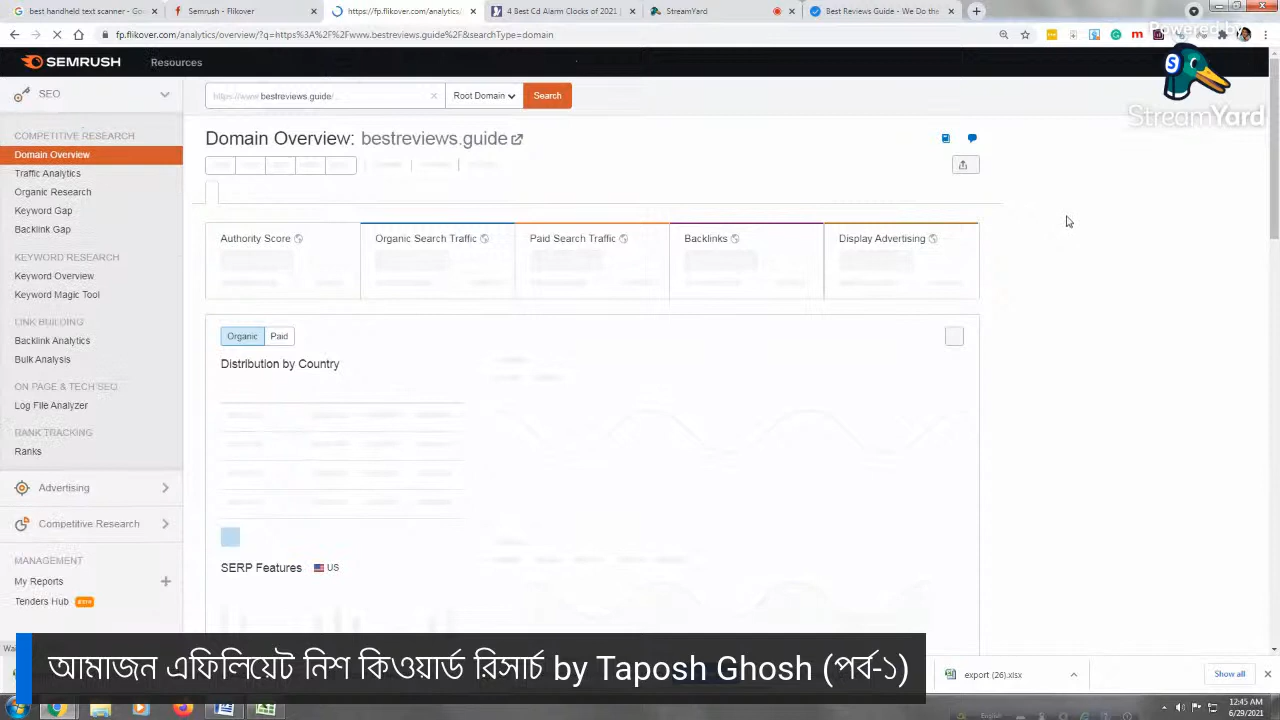 best handheld text scanner - Go
Semrush - Flikover
https://fp.flikover.com/analytics
4 Best Cd Alarm Clocks of 2021 |
StreamYard
Best Reviews Guide - We Do the
fp.flikover.com/analytics/overview/?q=https%3A%2F%2Fwww.bestreviews.guide%2F&searchType=domain
Powered by
StreamYard
SEMRUSH
Resources
SEO
https://www.bestreviews.guide/
Root Domain
Search
COMPETITIVE RESEARCH
Domain Overview
Traffic Analytics
Organic Research
Keyword Gap
Backlink Gap
KEYWORD RESEARCH
Keyword Overview
Keyword Magic Tool
LINK BUILDING
Backlink Analytics
Bulk Analysis
ON PAGE & TECH SEO
Log File Analyzer
RANK TRACKING
Ranks
Advertising
Competitive Research
MANAGEMENT
My Reports
Tenders Hub
Domain Overview: bestreviews.guide
Authority Score
Organic Search Traffic
Paid Search Traffic
Backlinks
Display Advertising
Organic
Paid
Distribution by Country
SERP Features
US
আমাজন এফিলিয়েট নিশ কিওয়ার্ড রিসার্চ by Taposh Ghosh (পর্ব-১)
export (26).xlsx
Show all
English
12:45 AM
6/29/2021